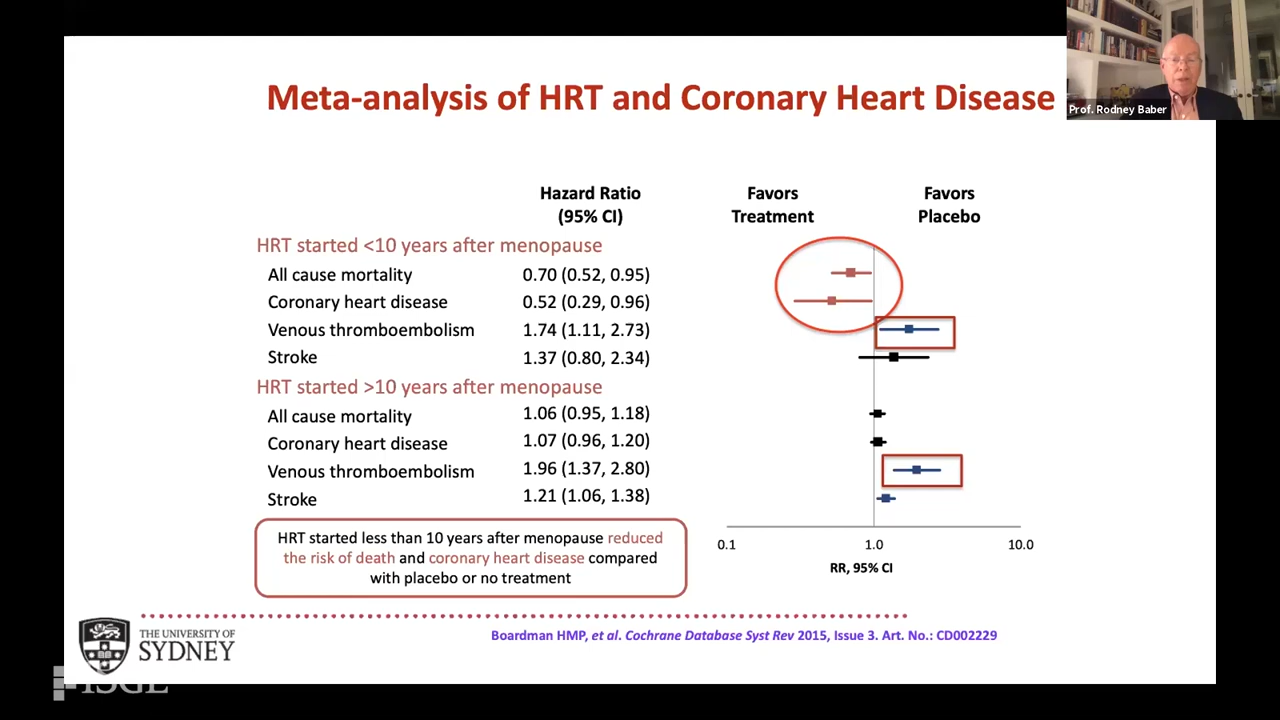 Prof. Rodney Baber
Meta-analysis of HRT and Coronary Heart Disease
Hazard Ratio
(95% CI)
Favors
Treatment
Favors
Placebo
HRT started <10 years after menopause
All cause mortality 0.70 (0.52, 0.95)
Coronary heart disease 0.52 (0.29, 0.96)
Venous thromboembolism 1.74 (1.11, 2.73)
Stroke 1.37 (0.80, 2.34)
HRT started >10 years after menopause
All cause mortality 1.06 (0.95, 1.18)
Coronary heart disease 1.07 (0.96, 1.20)
Venous thromboembolism 1.96 (1.37, 2.80)
Stroke 1.21 (1.06, 1.38)
0.1 1.0 10.0
RR, 95% CI
HRT started less than 10 years after menopause reduced
the risk of death and coronary heart disease compared
with placebo or no treatment
THE UNIVERSITY OF
SYDNEY
Boardman HMP, et al. Cochrane Database Syst Rev 2015, Issue 3. Art. No.: CD002229